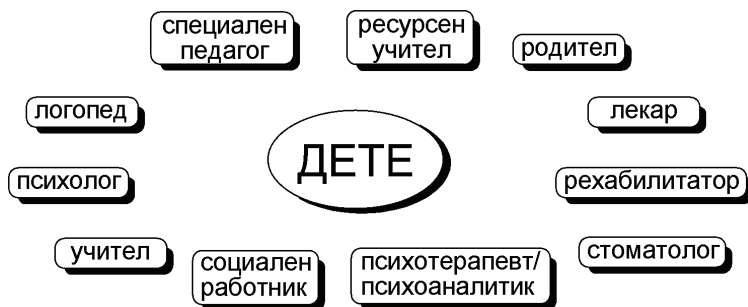 специален
педагог
ресурсен
учител
родител
логопед
лекар
ДЕТЕ
психолог
рехабилитатор
учител
социален
работник
психотерапевт/
психоаналитик
стоматолог